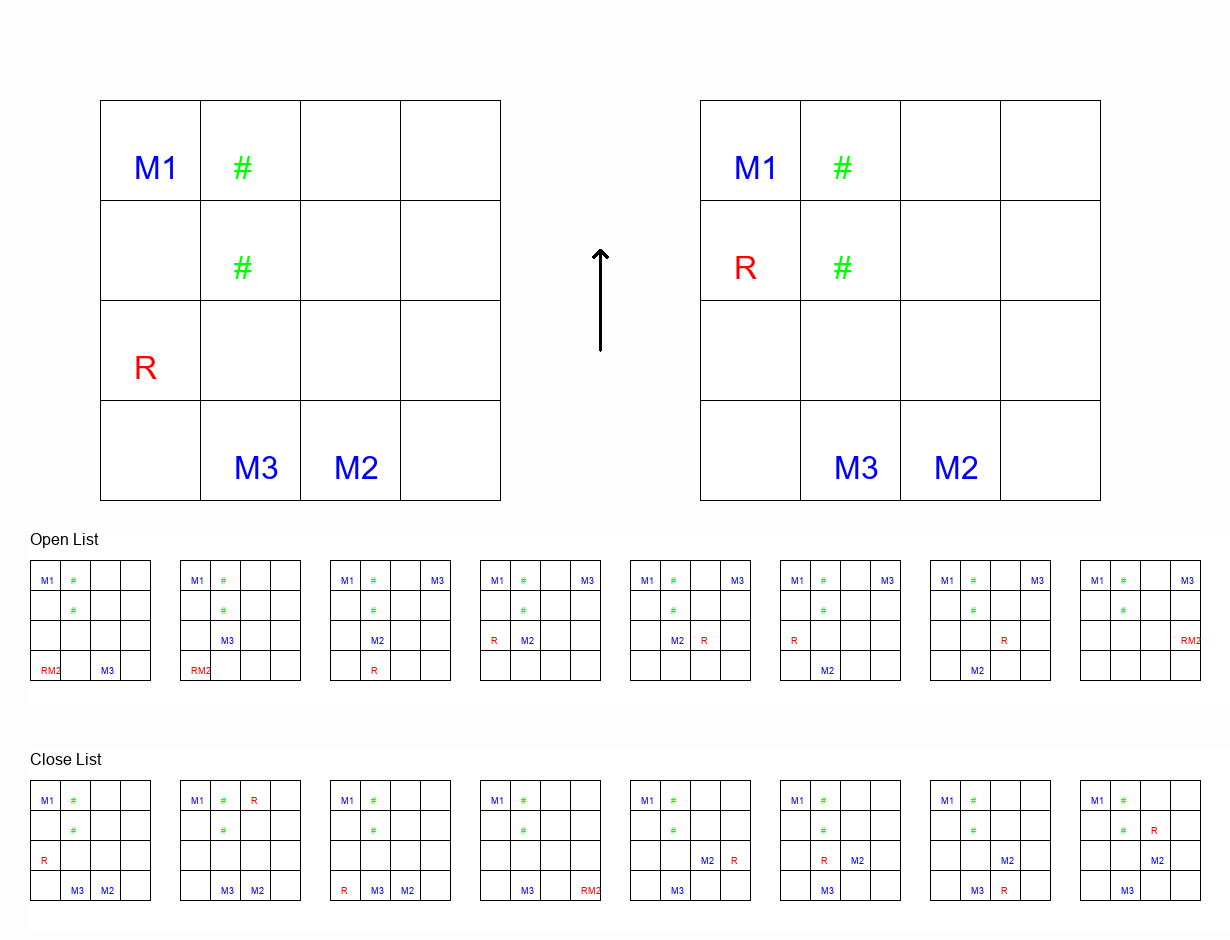 M1 # M1 #
# R #
R
M3 M2 M3 M2
Open List
M1 # M1 # M1 # M3 M1 # M3 M1 # M3 M1 # M3 M1 # M3 M1 # M3
# # # # # # # #
M3 M2 R M2 M2 R R R RM2
RM2 M3 RM2 R M2 M2
Close List
M1 # M1 # R M1 # M1 # M1 # M1 # M1 # M1 #
# # # # # # # # R
R M2 R R M2 M2 M2
M3 M2 M3 M2 R M3 M2 M3 RM2 M3 M3 M3 R M3